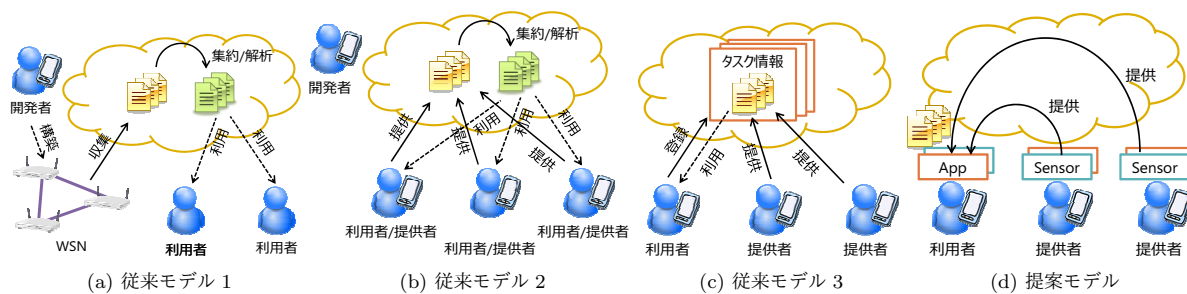 開発者
構築
WSN
収集
集約/解析
利用
利用
利用者
利用者
(a) 従来モデル 1
開発者
集約/解析
提供
提供
利用
利用
提供
利用
利用者/提供者
利用者/提供者
利用者/提供者
(b) 従来モデル 2
タスク情報
登録
利用
提供
提供
利用者
提供者
提供者
(c) 従来モデル 3
提供
提供
App
Sensor
Sensor
利用者
提供者
提供者
(d) 提案モデル